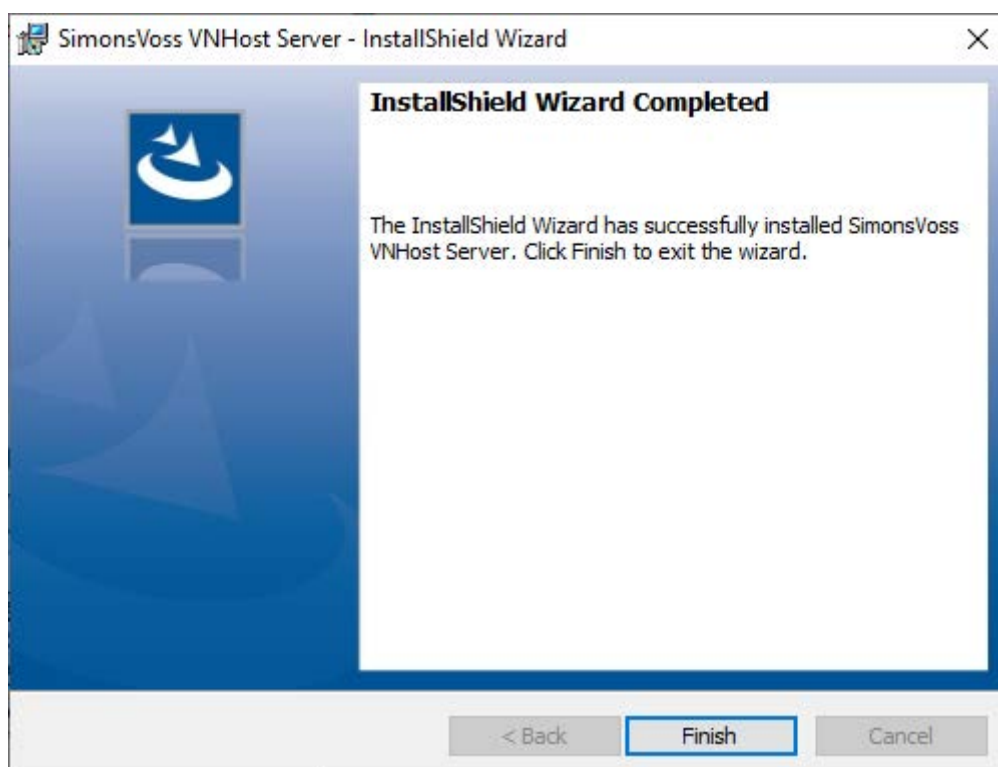 SimonsVoss VNHost Server - InstallShield Wizard
InstallShield Wizard Completed
The InstallShield Wizard has successfully installed SimonsVoss
VNHost Server. Click Finish to exit the wizard.
< Back
Finish
Cancel